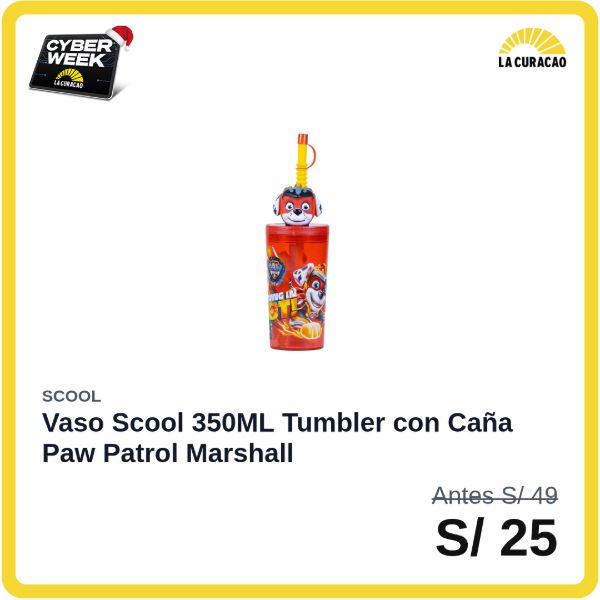 CYBER
WEEK
LA CURACAO
LA CURACAO
SCOOL
Vaso Scool 350ML Tumbler con Caña
Paw Patrol Marshall
Antes S/ 49
S/ 25